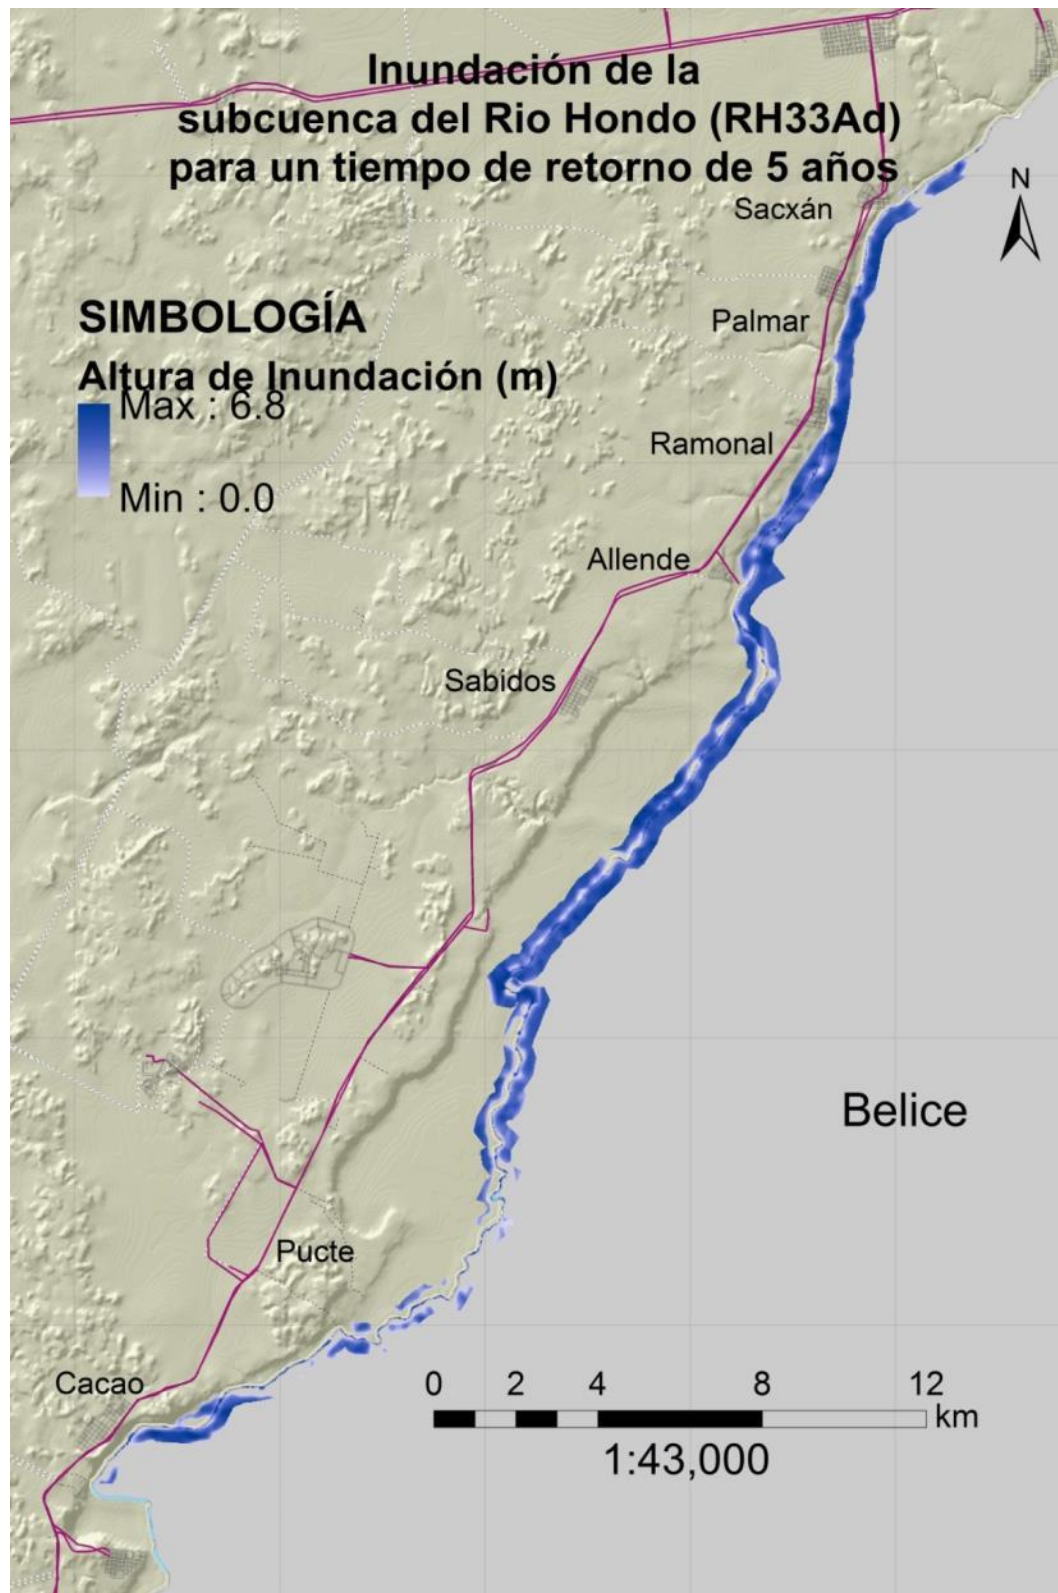 Inundación de la
subcuenca del Rio Hondo (RH33Ad)
para un tiempo de retorno de 5 años
N
Sacxán
SIMBOLOGÍA
Palmar
Altura de Inundación (m)
Max : 6.8
Ramonal
Min : 0.0
Allende
Sabidos
Belice
Pucte
Cacao
0 2 4 8 12
km
1:43,000